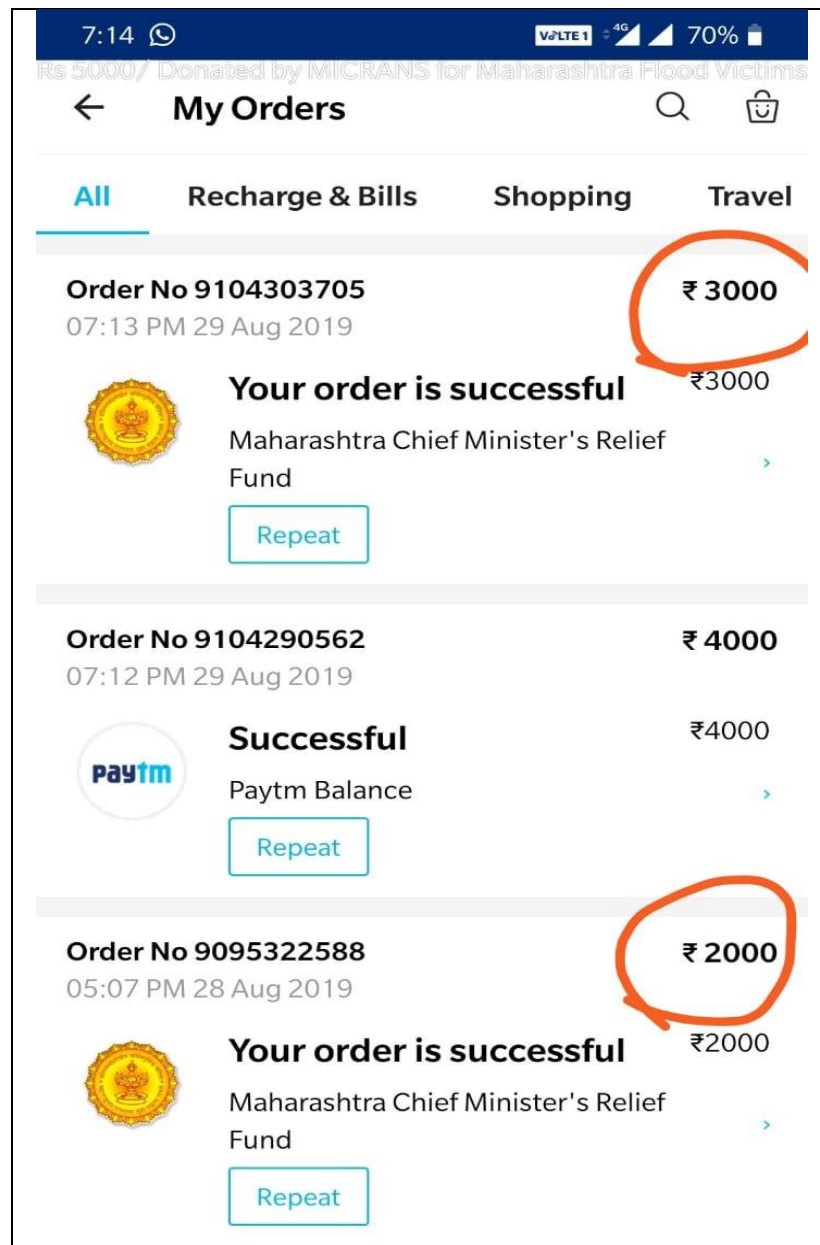 7:14 VoLTE1 4G 70%
Rs 5000/ Donated by MICRANS for Maharashtra Flood Victims
My Orders
All Recharge & Bills Shopping Travel
Order No 9104303705 ₹ 3000
07:13 PM 29 Aug 2019
Your order is successful ₹3000
Maharashtra Chief Minister's Relief
Fund
Repeat
Order No 9104290562 ₹ 4000
07:12 PM 29 Aug 2019
Successful ₹4000
paytm
Paytm Balance
Repeat
Order No 9095322588 ₹ 2000
05:07 PM 28 Aug 2019
Your order is successful ₹2000
Maharashtra Chief Minister's Relief
Fund
Repeat